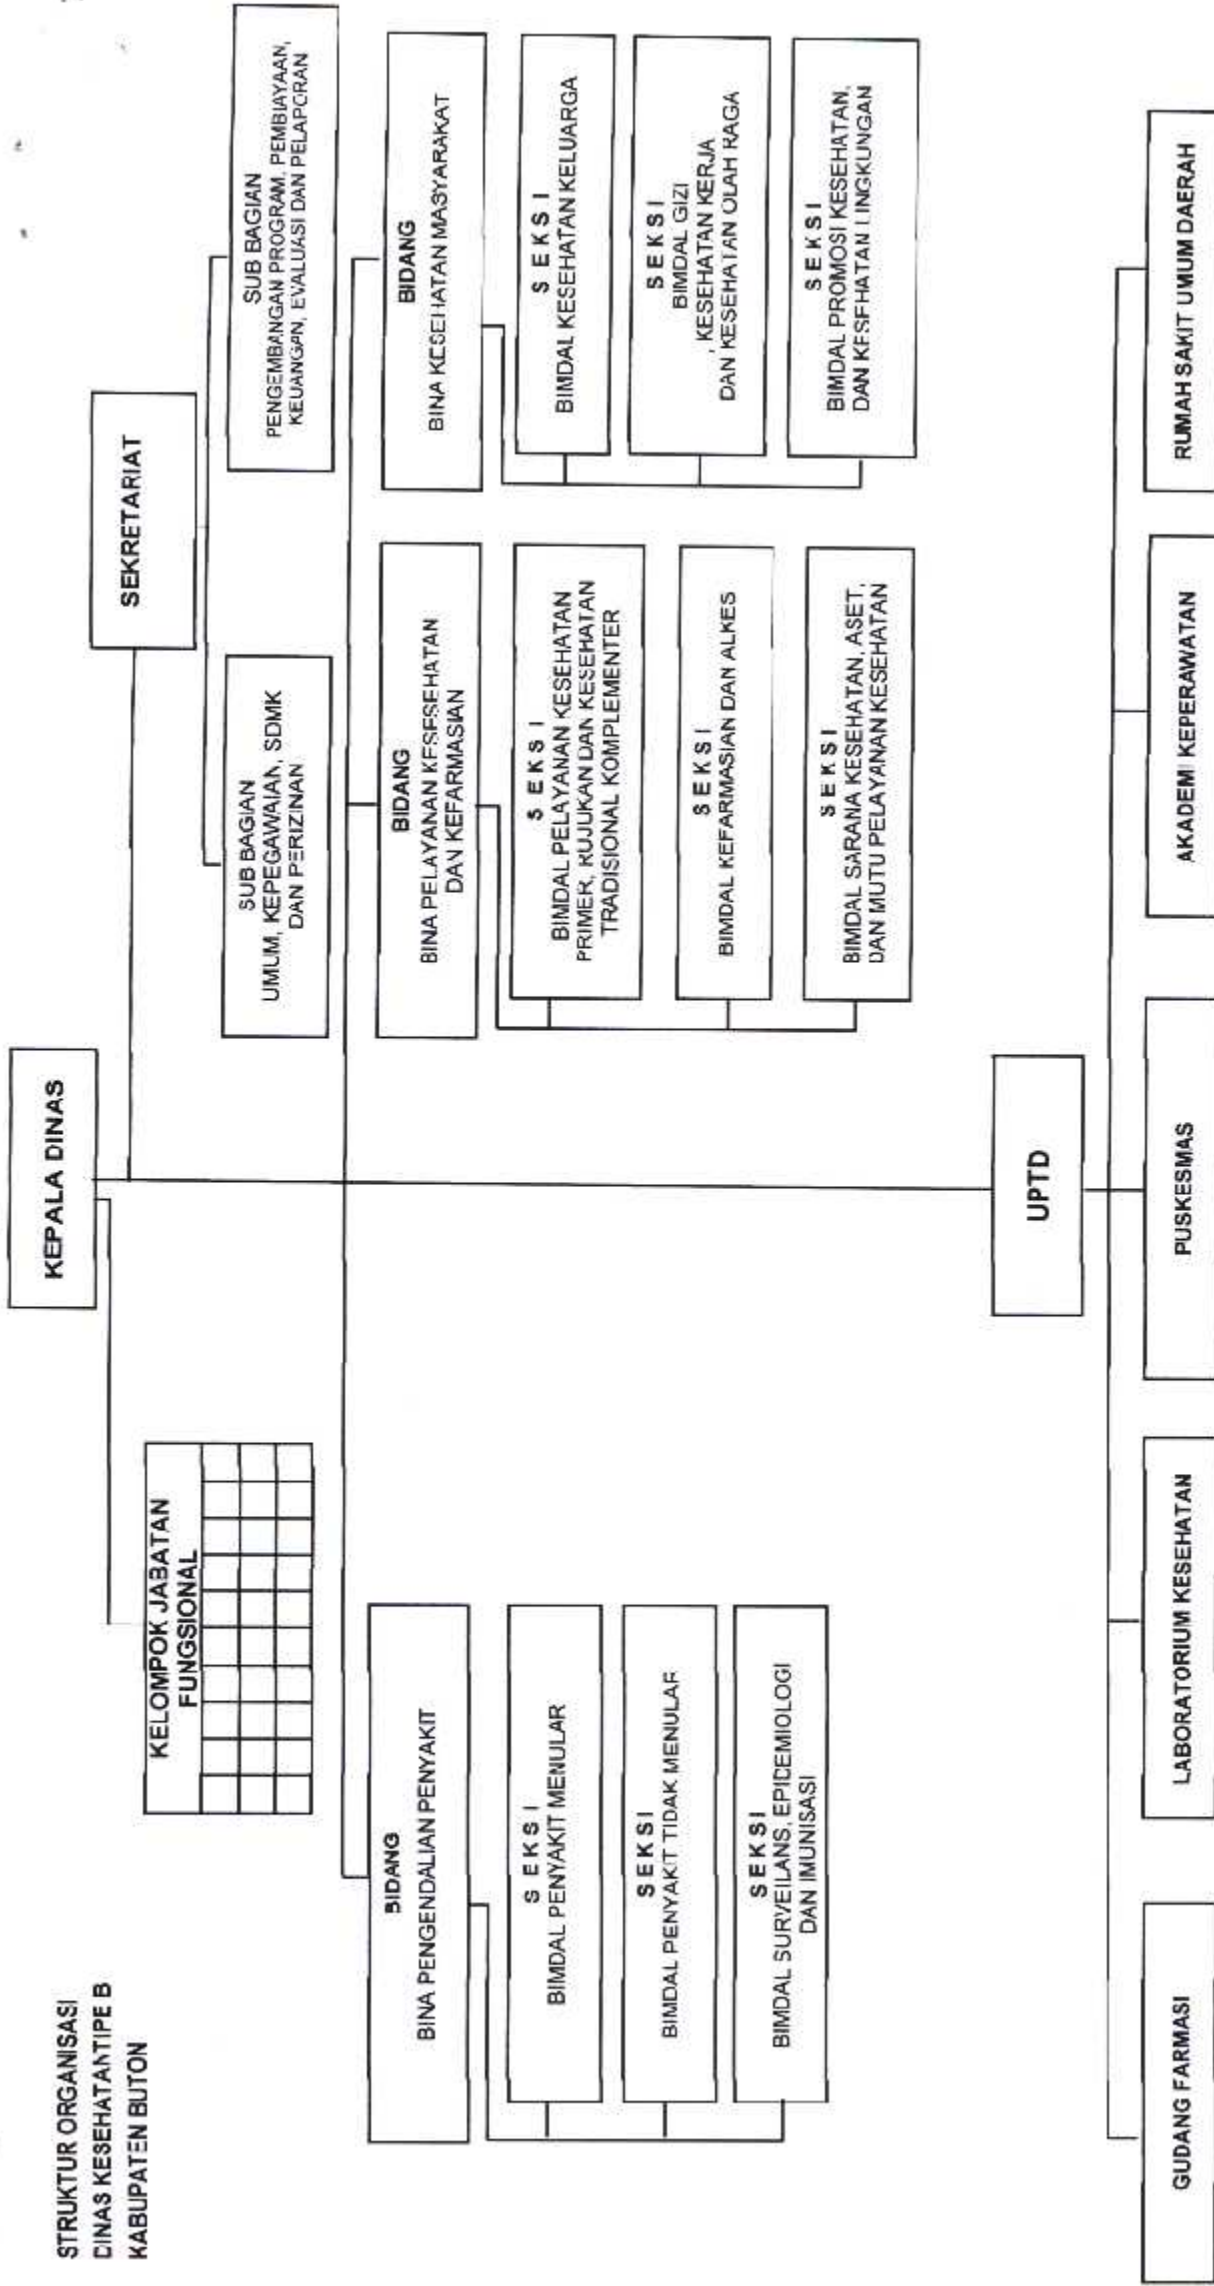 STRUKTUR ORGANISASI
DINAS KESEHATAN TIPE B
KABUPATEN BUTON
KEPALA DINAS
KELOMPOK JABATAN
FUNGSIONAL
SEKRETARIAT
SUB BAGIAN
UMUM, KEPEGAWAIAN, SDMK
DAN PERIZINAN
SUB BAGIAN
PENGEMBANGAN PROGRAM, PEMBIAYAAN,
KEUANGAN, EVALUASI DAN PELAPORAN
BIDANG
BINA PENGENDALIAN PENYAKIT
SEKSI
BIMDAL PENYAKIT MENULAR
SEKSI
BIMDAL PENYAKIT TIDAK MENULAR
SEKSI
BIMDAL SURVEILANS, EPIDEMIOLOGI
DAN IMUNISASI
BIDANG
BINA PELAYANAN KESESEHATAN
DAN KEFARMASIAN
SEKSI
BIMDAL PELAYANAN KESEHATAN
PRIMER, RUJUKAN DAN KESEHATAN
TRADISIONAL KOMPLEMENTER
SEKSI
BIMDAL KEFARMASIAN DAN ALKES
SEKSI
BIMDAL SARANA KESEHATAN, ASET,
DAN MUTU PELAYANAN KESEHATAN
BIDANG
BINA KESEHATAN MASYARAKAT
SEKSI
BIMDAL KESEHATAN KELUARGA
SEKSI
BIMDAL GIZI
, KESEHATAN KERJA
DAN KESEHATAN OLAH RAGA
SEKSI
BIMDAL PROMOSI KESEHATAN,
DAN KESEHATAN LINGKUNGAN
UPTD
GUDANG FARMASI
LABORATORIUM KESEHATAN
PUSKESMAS
AKADEMI KEPERAWATAN
RUMAH SAKIT UMUM DAERAH